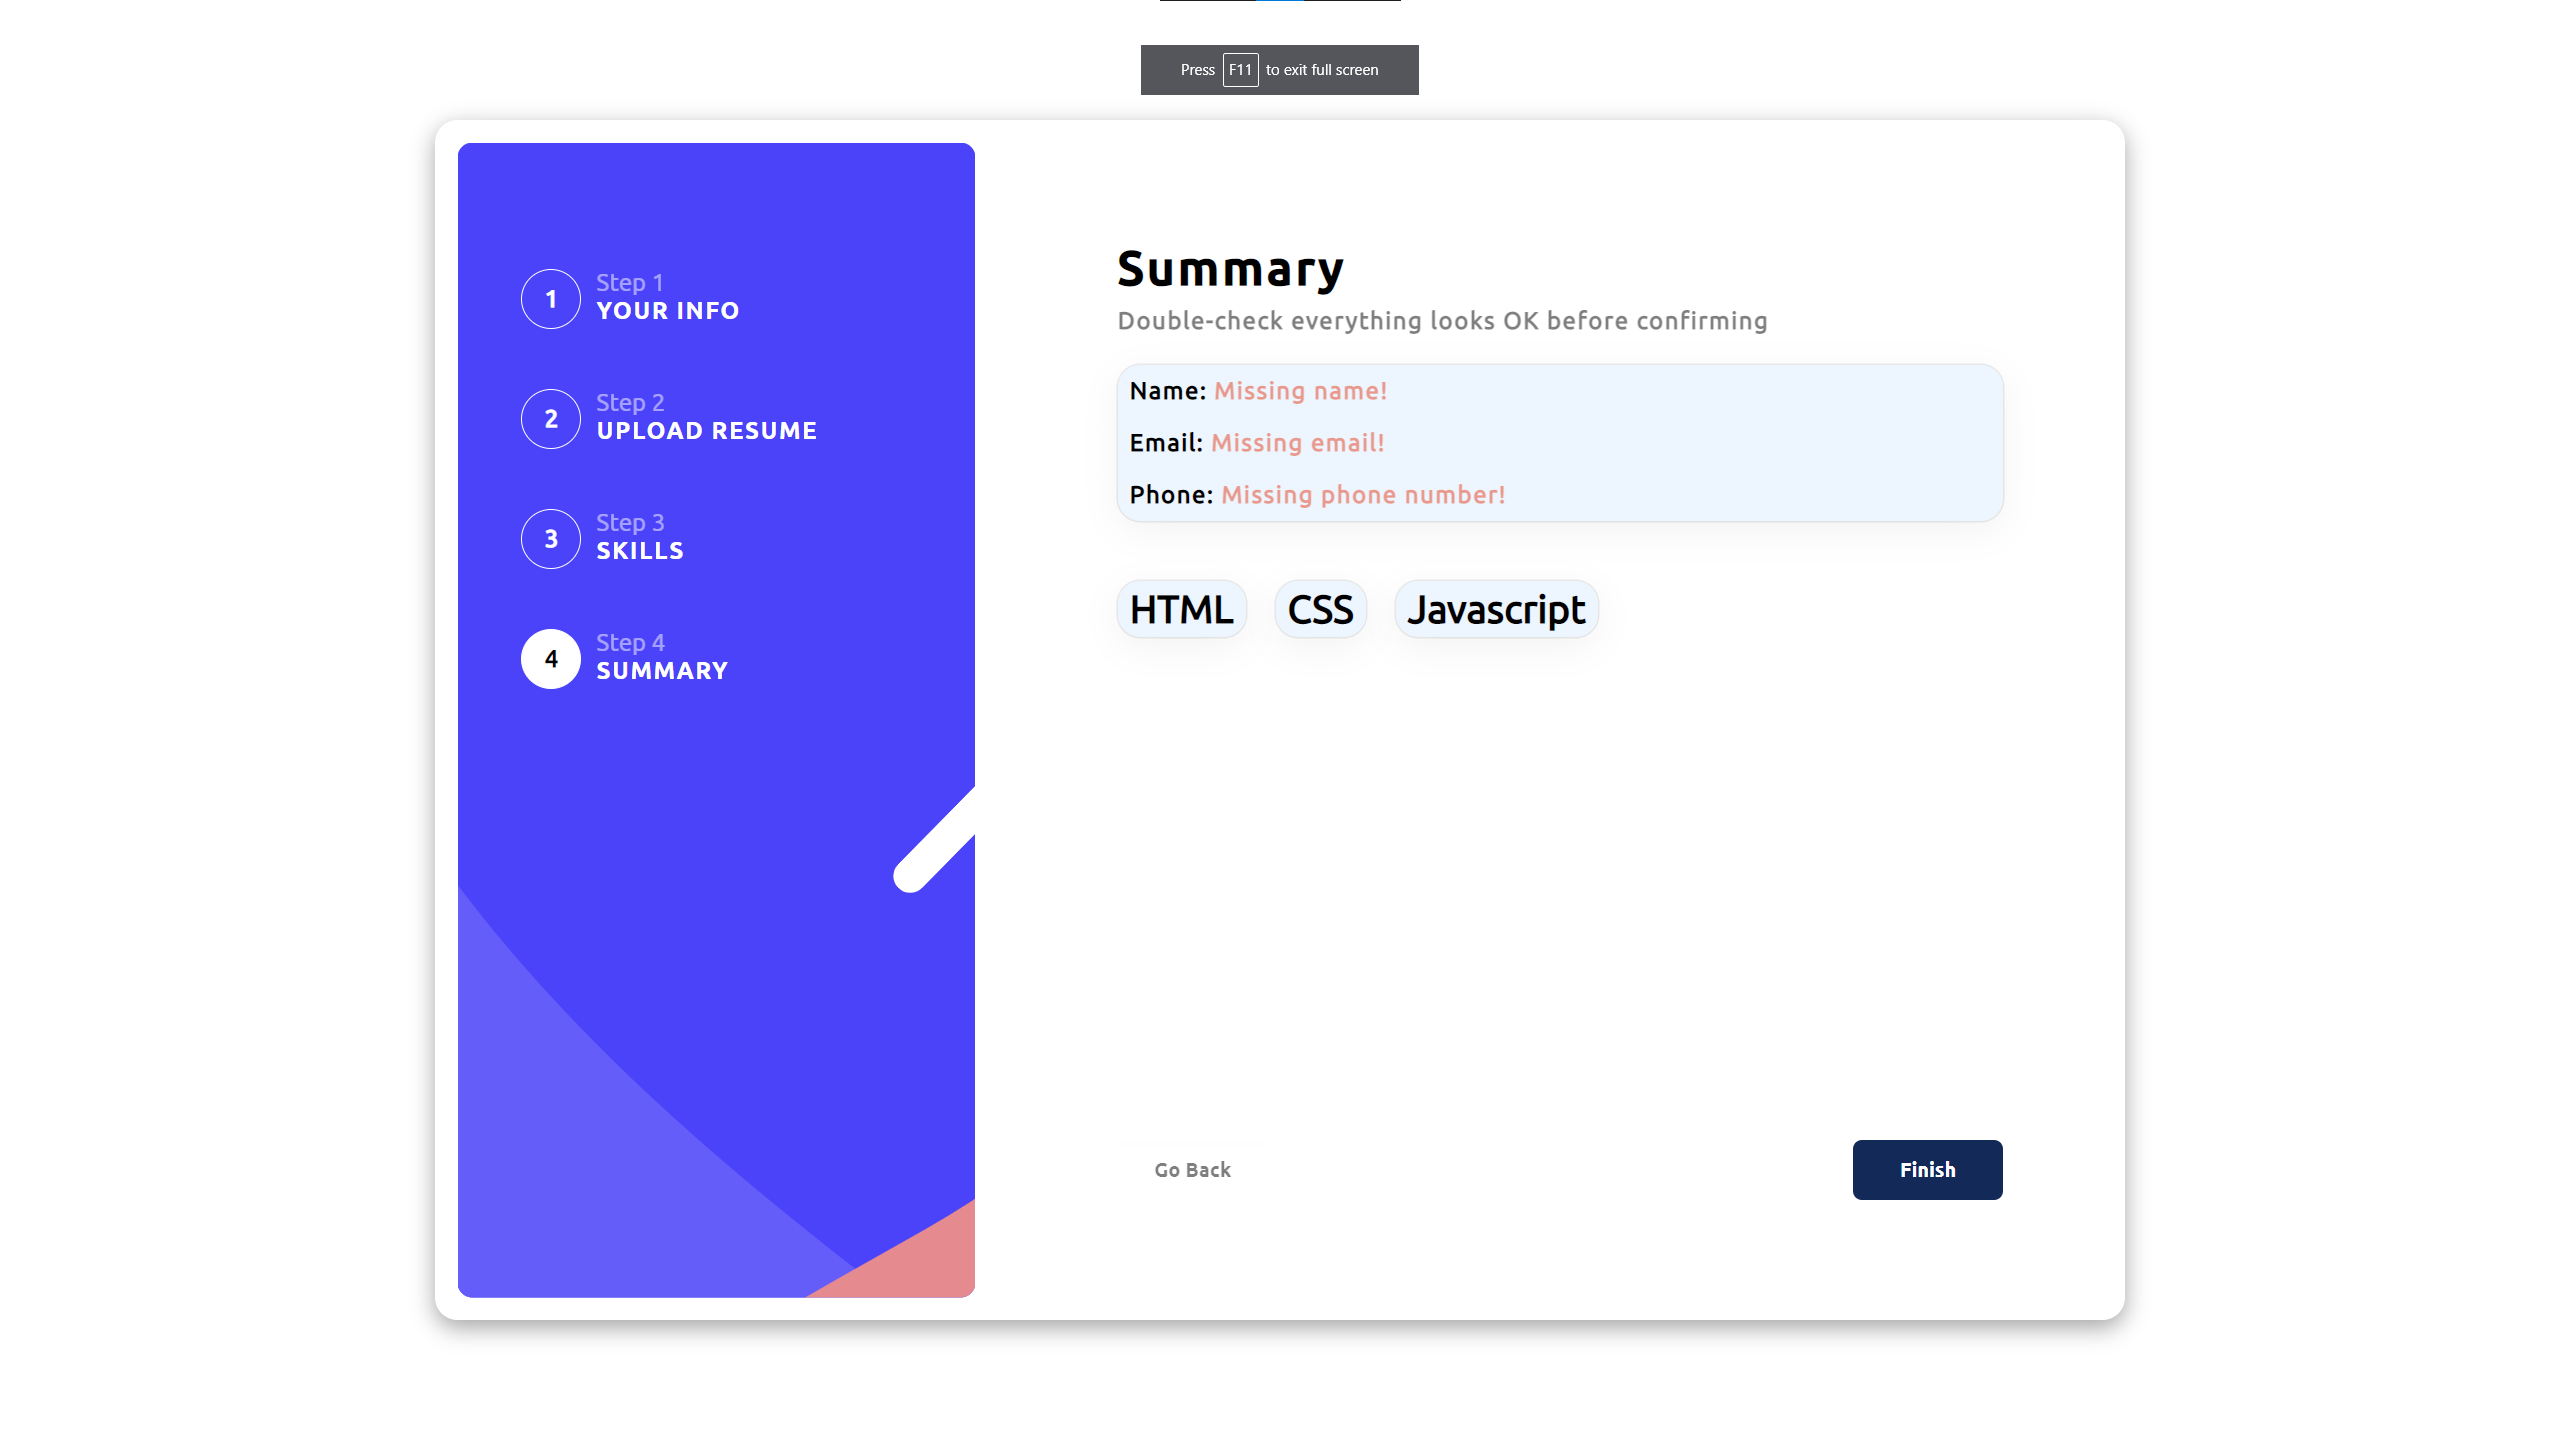 Press F11 to exit full screen
1
Step 1
YOUR INFO
2
Step 2
UPLOAD RESUME
3
Step 3
SKILLS
4
Step 4
SUMMARY
Summary
Double-check everything looks OK before confirming
Name: Missing name!
Email: Missing email!
Phone: Missing phone number!
HTML CSS Javascript
Go Back
Finish